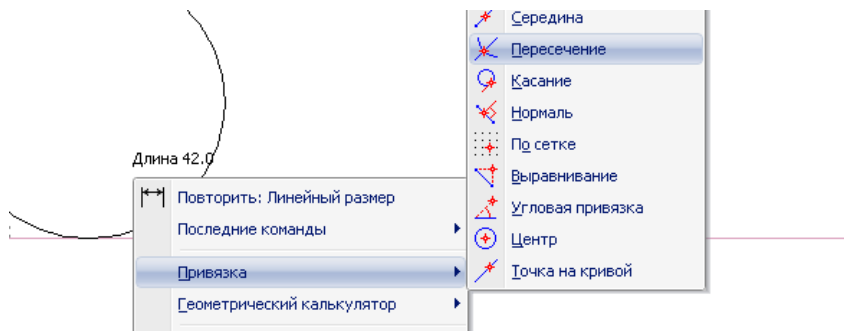 Середина
Пересечение
Касание
Нормаль
По сетке
Выравнивание
Угловая привязка
Центр
Точка на кривой
Длина 42.0
Повторить: Линейный размер
Последние команды
Привязка
Геометрический калькулятор